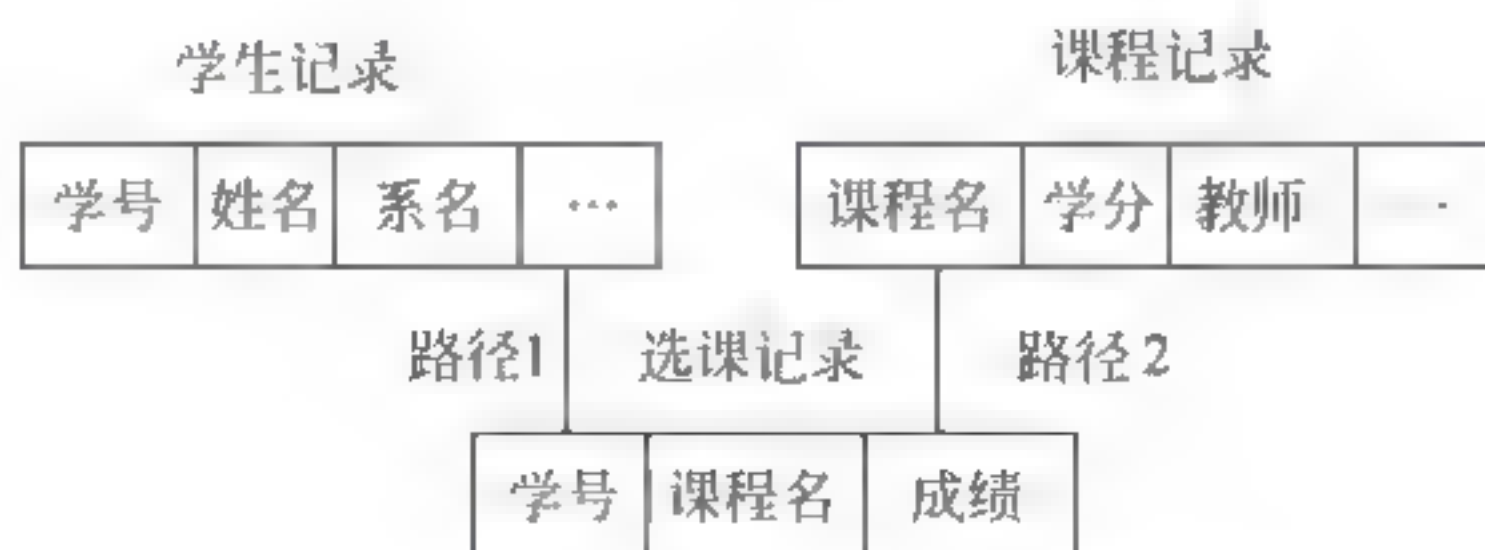 学生记录 课程记录
学号 姓名 系名 … 课程名 学分 教师 …
路径1 选课记录 路径2
学号 课程名 成绩